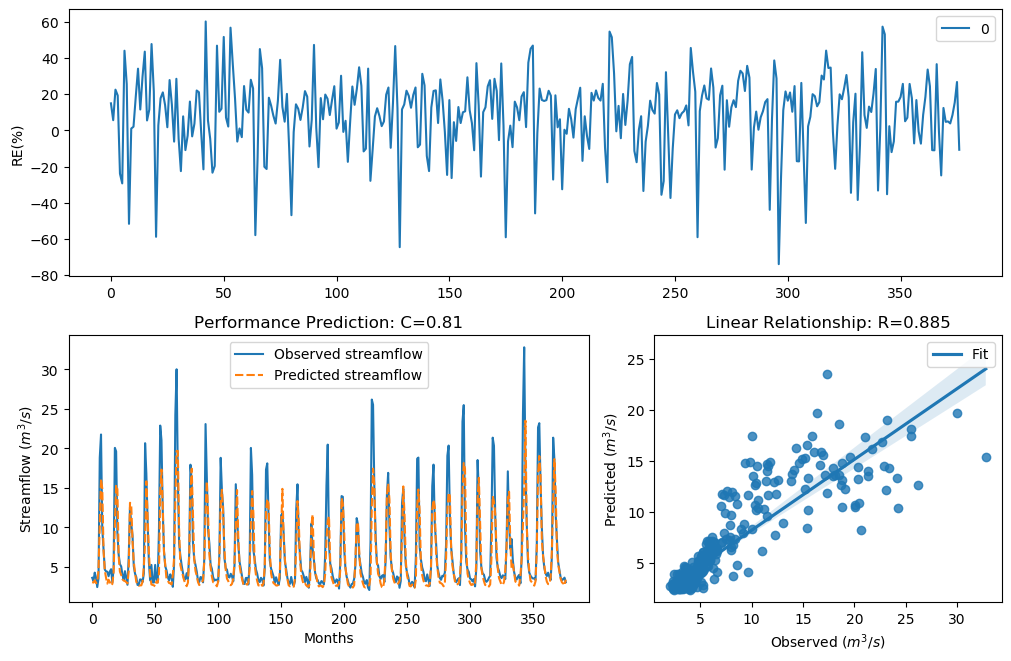 60
40
20
0
−20
−40
−60
−80
RE(%)
0
0 50 100 150 200 250 300 350
Performance Prediction: C=0.81
Observed streamflow
Predicted streamflow
30
25
20
15
10
5
Streamflow (m³/s)
0 50 100 150 200 250 300 350
Months
Linear Relationship: R=0.885
Fit
25
20
15
10
5
Predicted (m³/s)
5 10 15 20 25 30
Observed (m³/s)